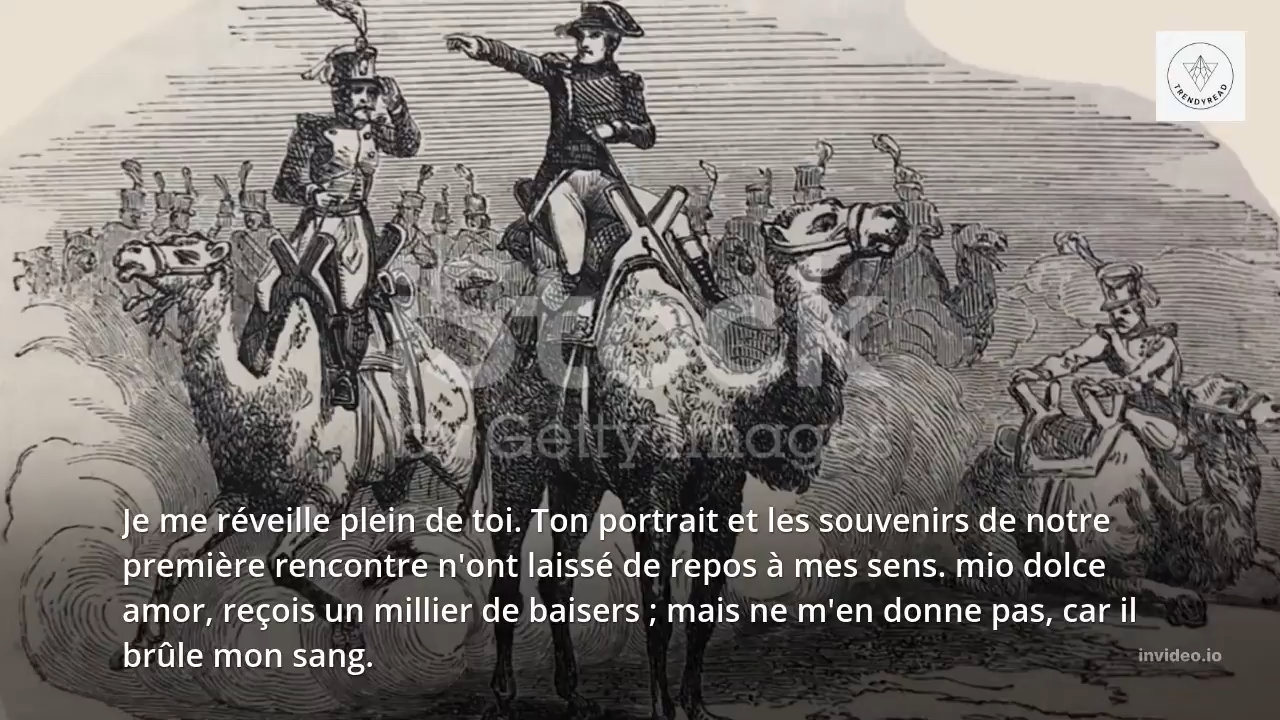 TRENDYREAD
iStock
by Getty Images
Je me réveille plein de toi. Ton portrait et les souvenirs de notre
première rencontre n'ont laissé de repos à mes sens. mio dolce
amor, reçois un millier de baisers ; mais ne m'en donne pas, car il
brûle mon sang.
invideo.io